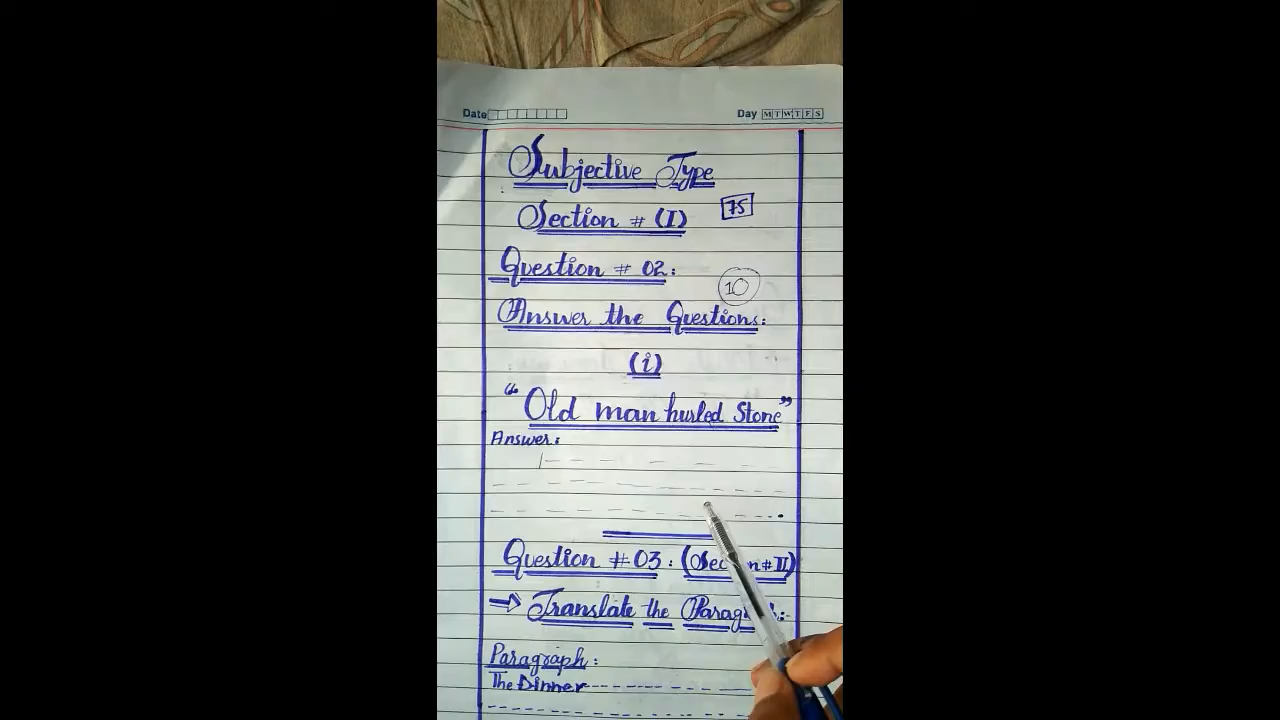 Date Day M T W T F S
Subjective Type
Section # (I) 75
Question # 02:
10
Answer the Questions:
(i)
“Old man hurled Stone”
Answer:
Question # 03: (Section # II)
⇒ Translate the Paragraph:-
Paragraph:
The Dinner